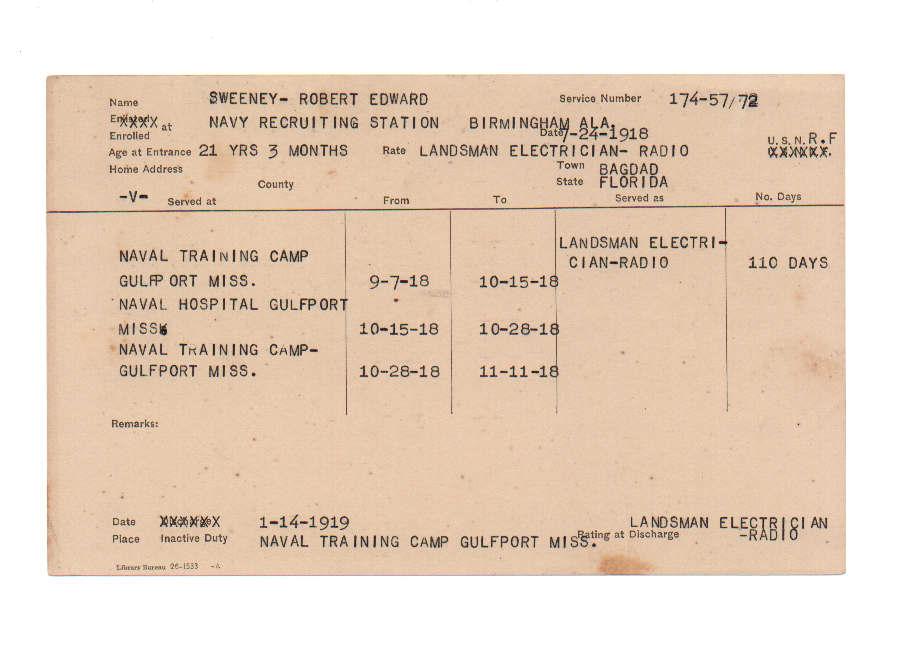 Name SWEENEY- ROBERT EDWARD Service Number 174-57/72
Enrolled at NAVY RECRUITING STATION BIRMINGHAM ALA. Date 7-24-1918
Age at Entrance 21 YRS 3 MONTHS Rate LANDSMAN ELECTRICIAN- RADIO U.S.N.R.F
Home Address Town BAGDAD
County State FLORIDA
-V- Served at From To Served as No. Days
LANDSMAN ELECTRI-
NAVAL TRAINING CAMP CIAN-RADIO 110 DAYS
GULFPORT MISS. 9-7-18 10-15-18
NAVAL HOSPITAL GULFPORT
MISS. 10-15-18 10-28-18
NAVAL TRAINING CAMP-
GULFPORT MISS. 10-28-18 11-11-18
Remarks:
Date XXXXXX 1-14-1919 LANDSMAN ELECTRICIAN
Place Inactive Duty NAVAL TRAINING CAMP GULFPORT MISS. Rating at Discharge -RADIO
Library Bureau 26-1533 -A